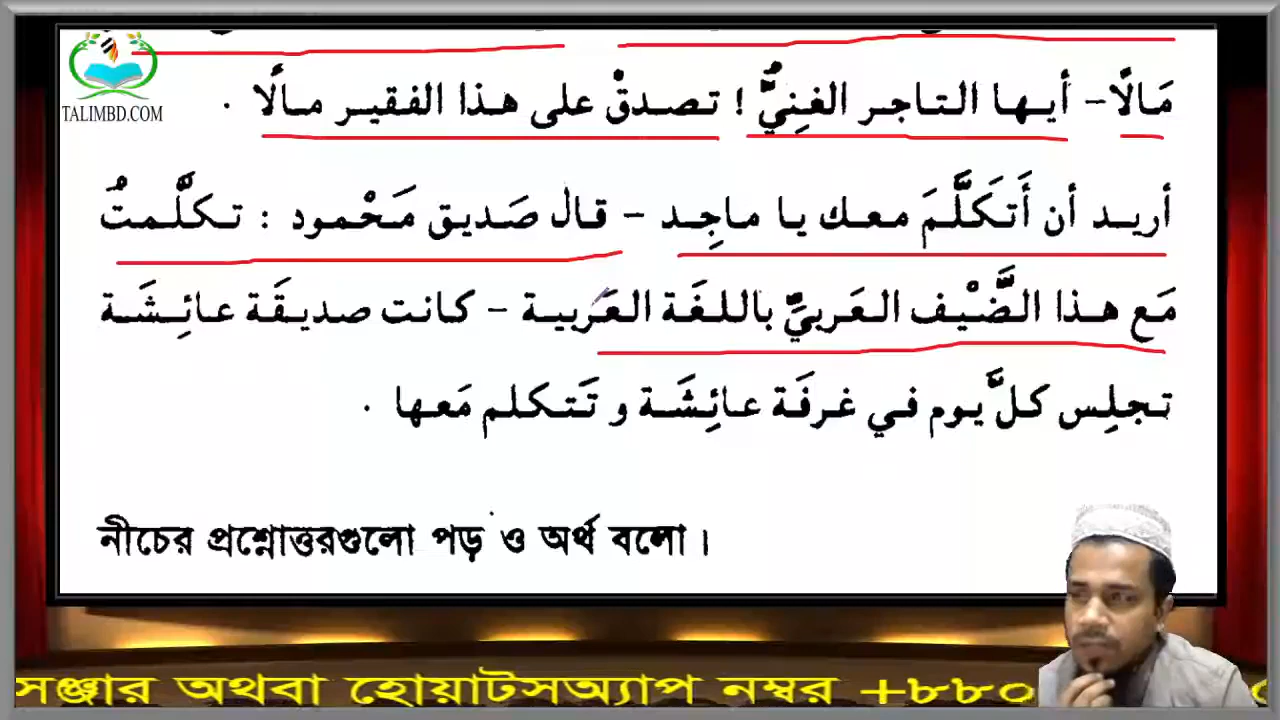 TALIMBD.COM
مَالًا – أيها التاجر الغنِيُّ ! تصدقْ على هذا الفقير مالًا .
أريد أن أَتَكَلَّمَ معك يا ماجِد – قال صَديق مَحْمود : تكلَّمتُ
مَع هذا الضَّيْف العَربيِّ باللغَة العَربية – كانت صديقَة عائِشَة
تجلِس كلَّ يوم في غرفَة عائِشَة و تَتكلم مَعها .
নীচের প্রশ্নোত্তরগুলো পড় ও অর্থ বলো।
সঞ্জার অথবা হোয়াটসঅ্যাপ নম্বর +৮৮০